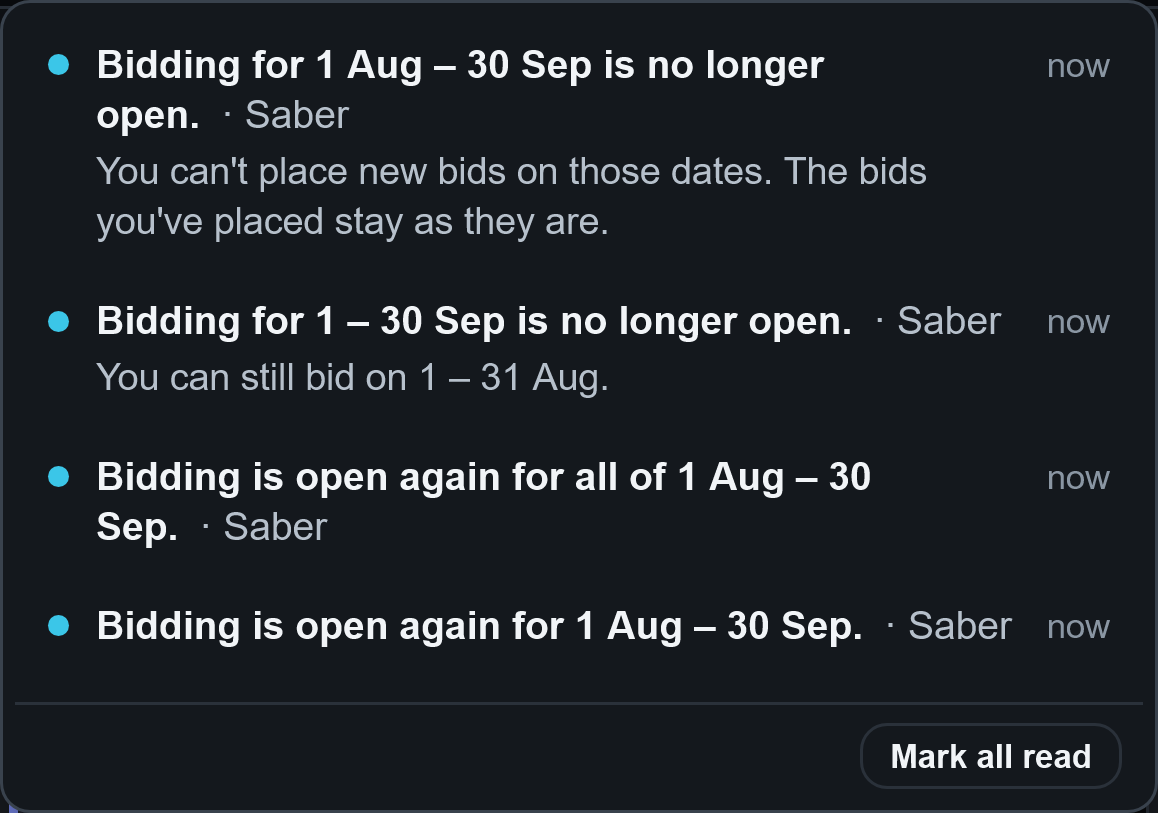 Bidding for 1 Aug – 30 Sep is no longer now
open. · Saber
You can't place new bids on those dates. The bids
you've placed stay as they are.
Bidding for 1 – 30 Sep is no longer open. · Saber now
You can still bid on 1 – 31 Aug.
Bidding is open again for all of 1 Aug – 30 now
Sep. · Saber
Bidding is open again for 1 Aug – 30 Sep. · Saber now
Mark all read